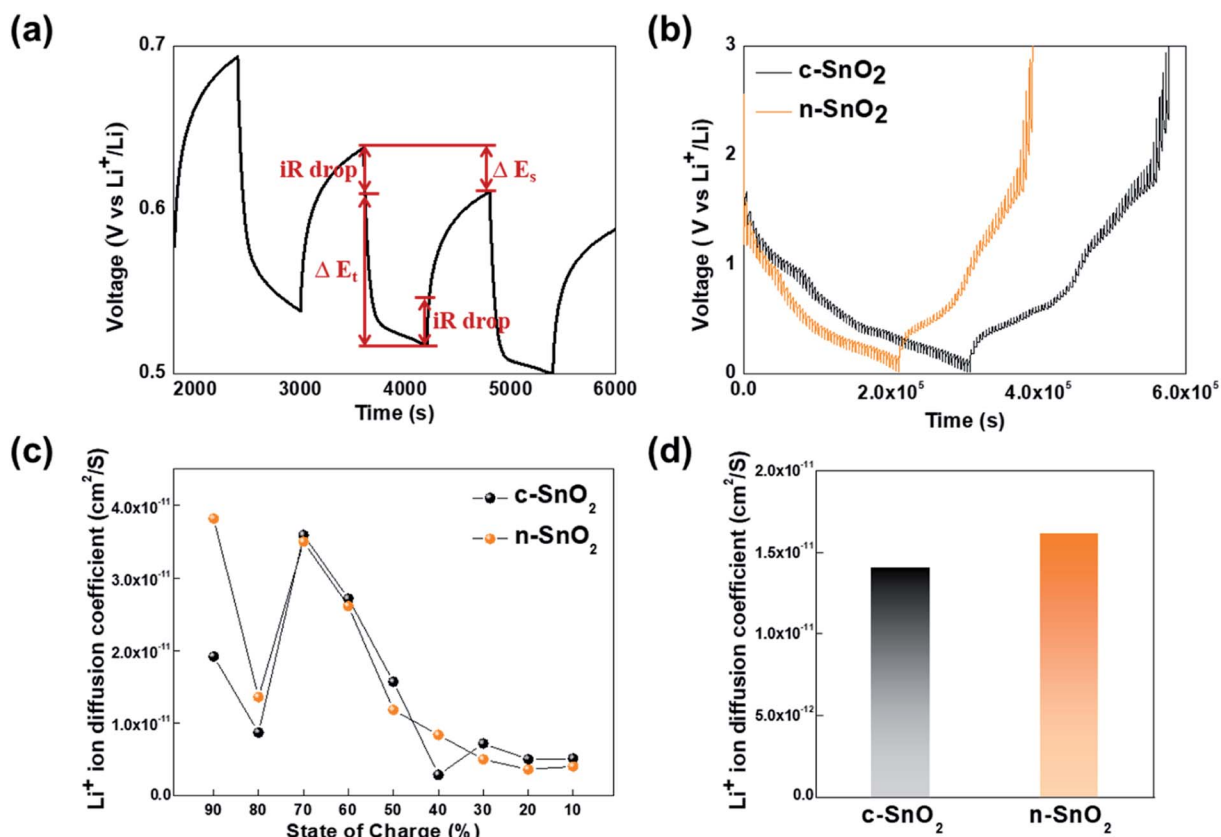 (a)
0.7
0.6
0.5
Voltage (V vs Li⁺/Li)
iR drop
Δ Eₛ
Δ Eₜ
iR drop
2000 3000 4000 5000 6000
Time (s)
(b)
3
2
1
0
Voltage ( V vs Li⁺/Li)
c-SnO₂
n-SnO₂
0.0 2.0x10⁵ 4.0x10⁵ 6.0x10⁵
Time (s)
(c)
Li⁺ ion diffusion coefficient (cm²/S)
4.0x10⁻¹¹
3.0x10⁻¹¹
2.0x10⁻¹¹
1.0x10⁻¹¹
0.0
c-SnO₂
n-SnO₂
90 80 70 60 50 40 30 20 10
State of Charge (%)
(d)
Li⁺ ion diffusion coefficient (cm²/S)
2.0x10⁻¹¹
1.5x10⁻¹¹
1.0x10⁻¹¹
5.0x10⁻¹²
0.0
c-SnO₂ n-SnO₂